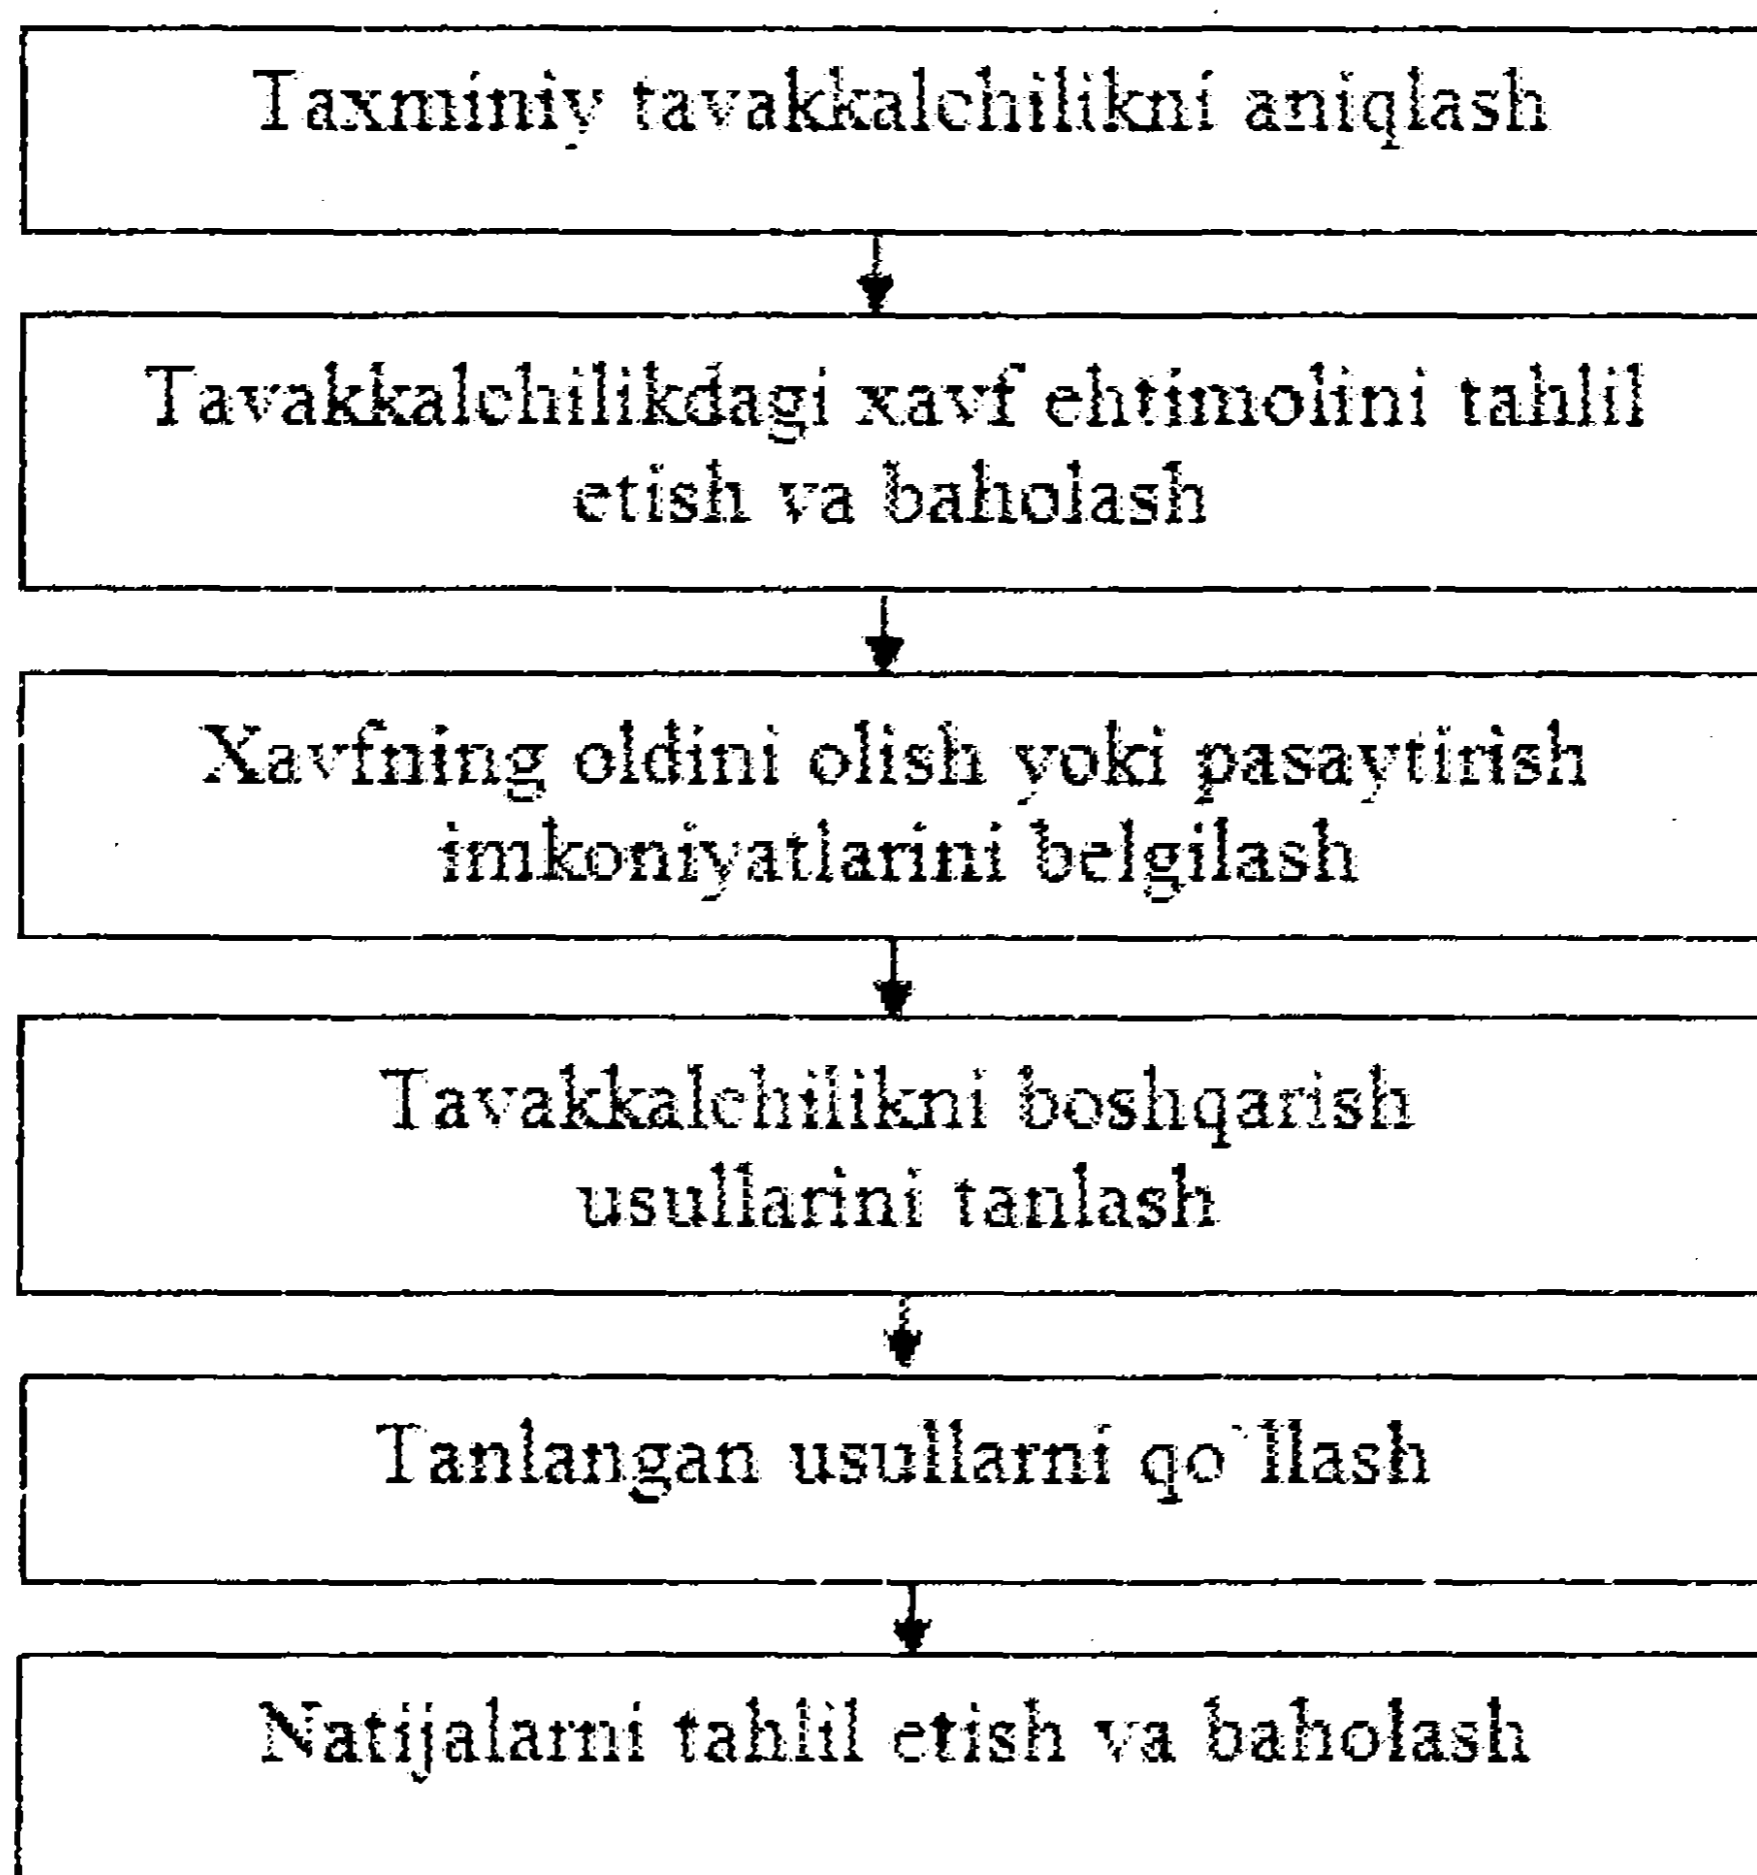 Taxminiy tavakkalchilikni aniqlash
Tavakkalchilikdagi xavf ehtimolini tahlil
etish va baholash
Xavfning oldini olish yoki pasaytirish
imkoniyatlarini belgilash
Tavakkalchilikni boshqarish
usullarini tanlash
Tanlangan usullarni qo`llash
Natijalarni tahlil etish va baholash